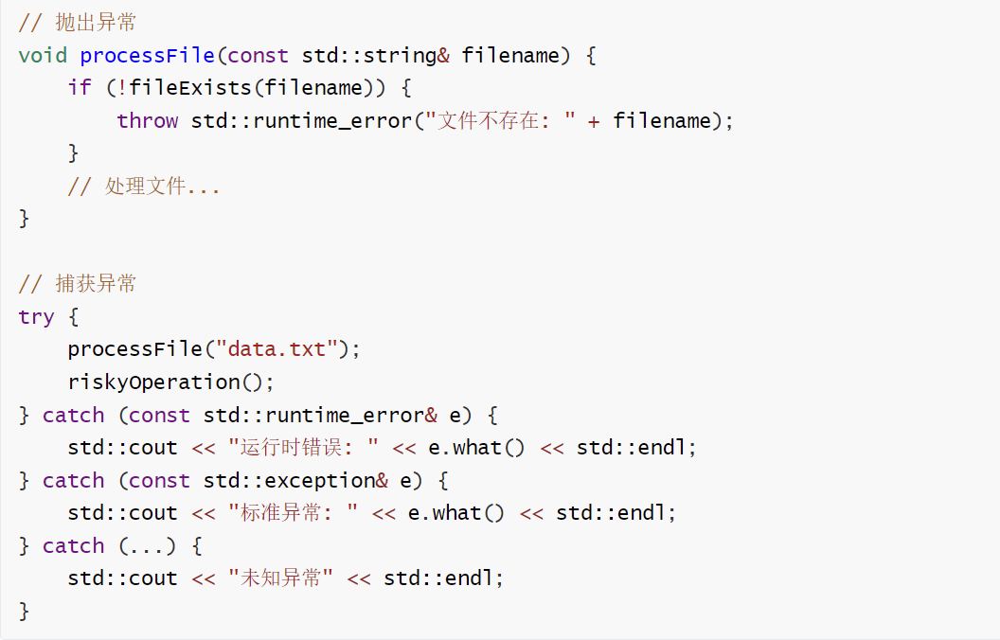 // 抛出异常
void processFile(const std::string& filename) {
    if (!fileExists(filename)) {
        throw std::runtime_error("文件不存在: " + filename);
    }
    // 处理文件...
}

// 捕获异常
try {
    processFile("data.txt");
    riskyOperation();
} catch (const std::runtime_error& e) {
    std::cout << "运行时错误: " << e.what() << std::endl;
} catch (const std::exception& e) {
    std::cout << "标准异常: " << e.what() << std::endl;
} catch (...) {
    std::cout << "未知异常" << std::endl;
}